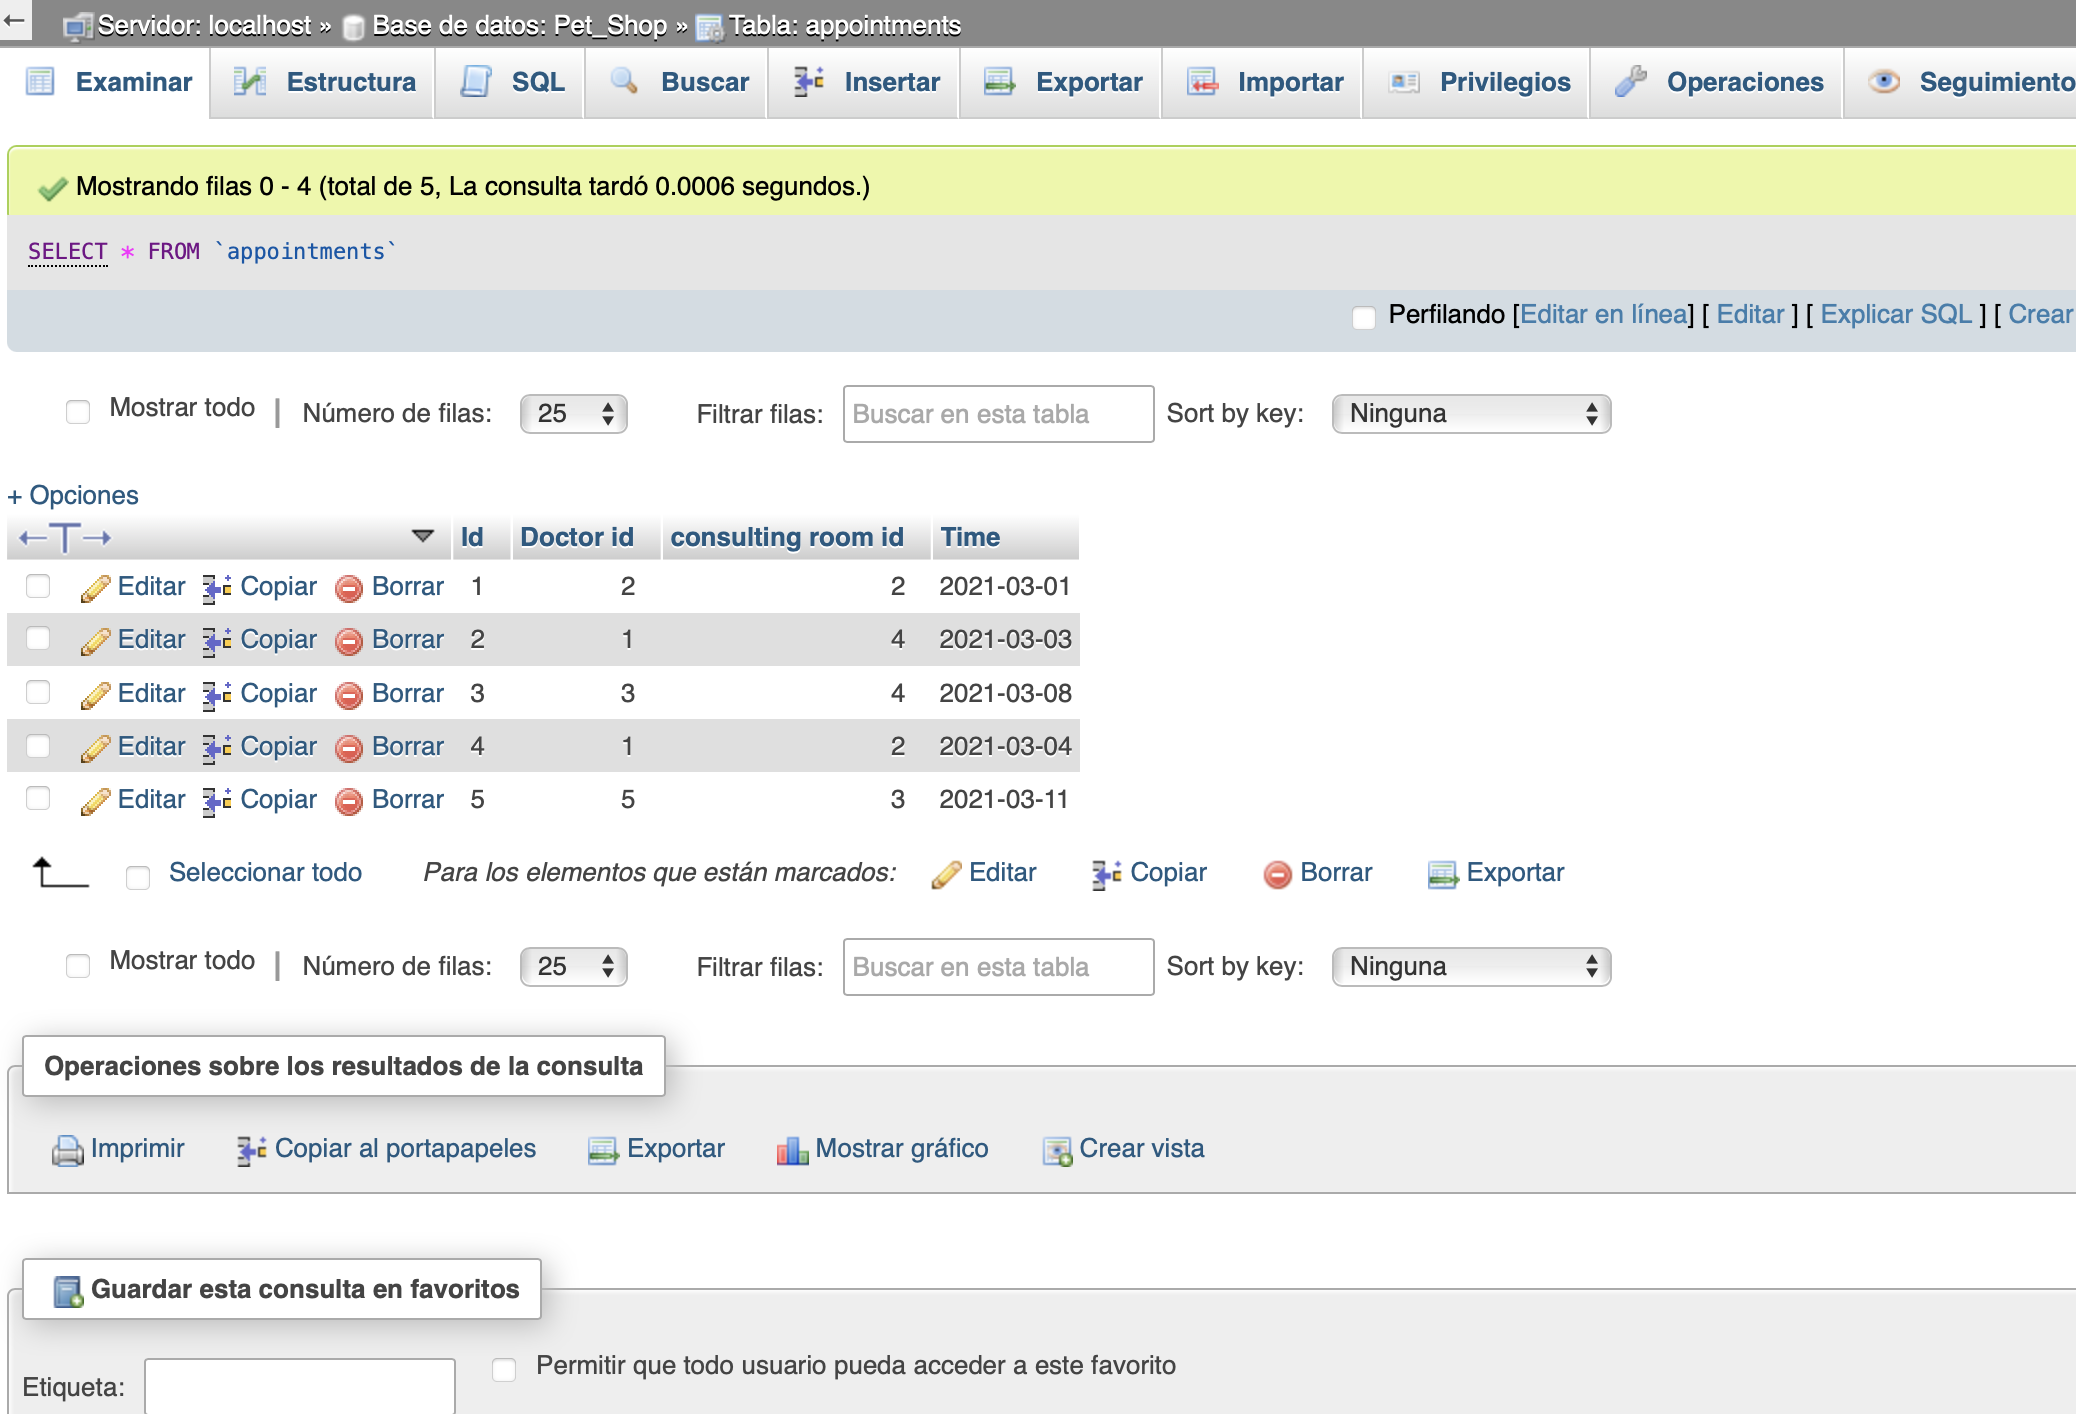 Servidor: localhost » Base de datos: Pet_Shop » Tabla: appointments
Examinar Estructura SQL Buscar Insertar Exportar Importar Privilegios Operaciones Seguimiento
Mostrando filas 0 - 4 (total de 5, La consulta tardó 0.0006 segundos.)
SELECT * FROM `appointments`
Perfilando [Editar en línea] [ Editar ] [ Explicar SQL ] [ Crear
Mostrar todo | Número de filas: 25 Filtrar filas: Buscar en esta tabla Sort by key: Ninguna
+ Opciones
←T→ Id Doctor id consulting room id Time
Editar Copiar Borrar 1 2 2 2021-03-01
Editar Copiar Borrar 2 1 4 2021-03-03
Editar Copiar Borrar 3 3 4 2021-03-08
Editar Copiar Borrar 4 1 2 2021-03-04
Editar Copiar Borrar 5 5 3 2021-03-11
Seleccionar todo Para los elementos que están marcados: Editar Copiar Borrar Exportar
Mostrar todo | Número de filas: 25 Filtrar filas: Buscar en esta tabla Sort by key: Ninguna
Operaciones sobre los resultados de la consulta
Imprimir Copiar al portapapeles Exportar Mostrar gráfico Crear vista
Guardar esta consulta en favoritos
Etiqueta: Permitir que todo usuario pueda acceder a este favorito